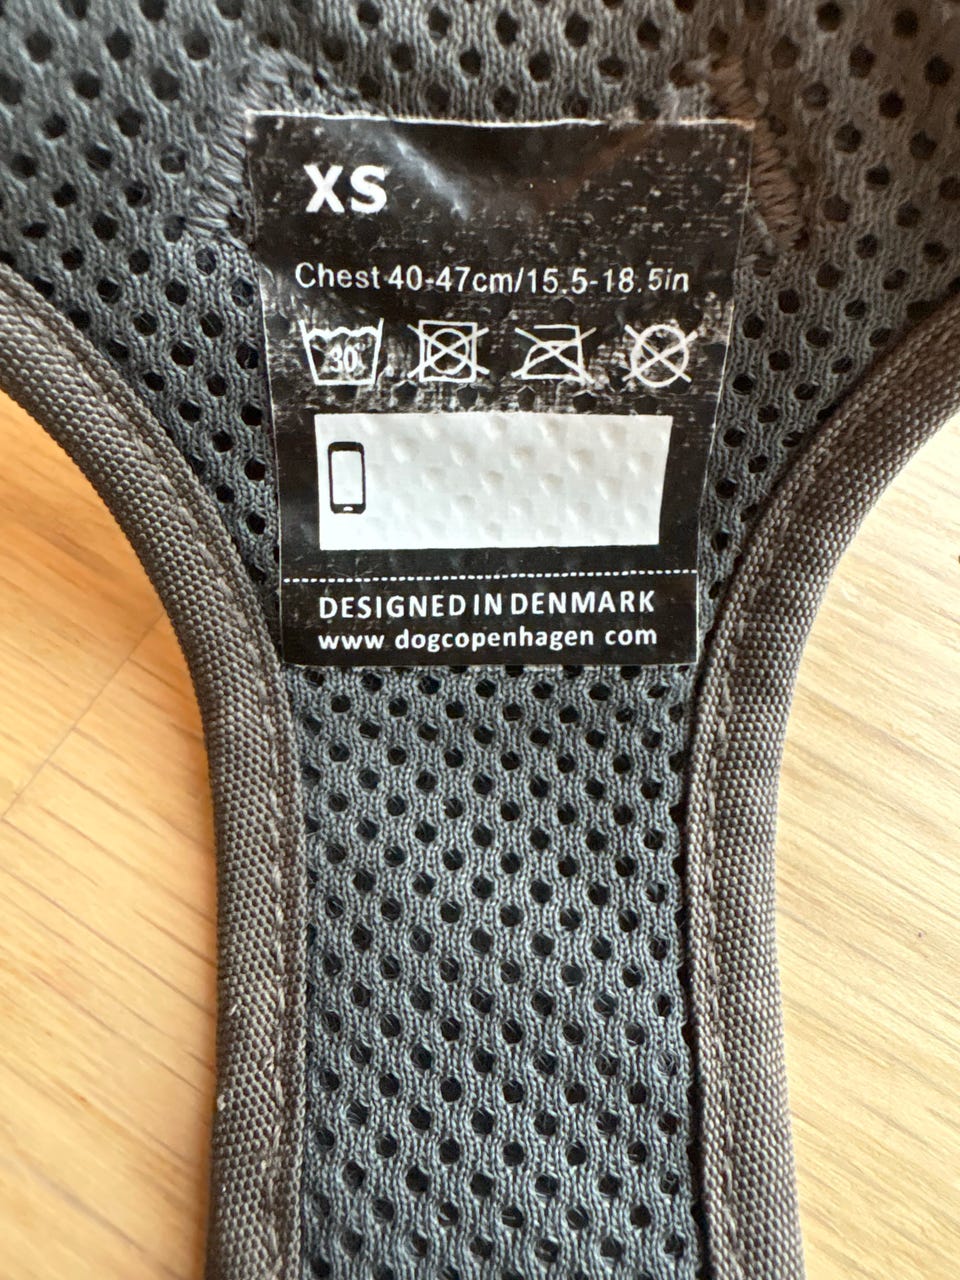 XS
Chest 40-47cm/15.5-18.5in
30°
DESIGNED IN DENMARK
www dogcopenhagen com